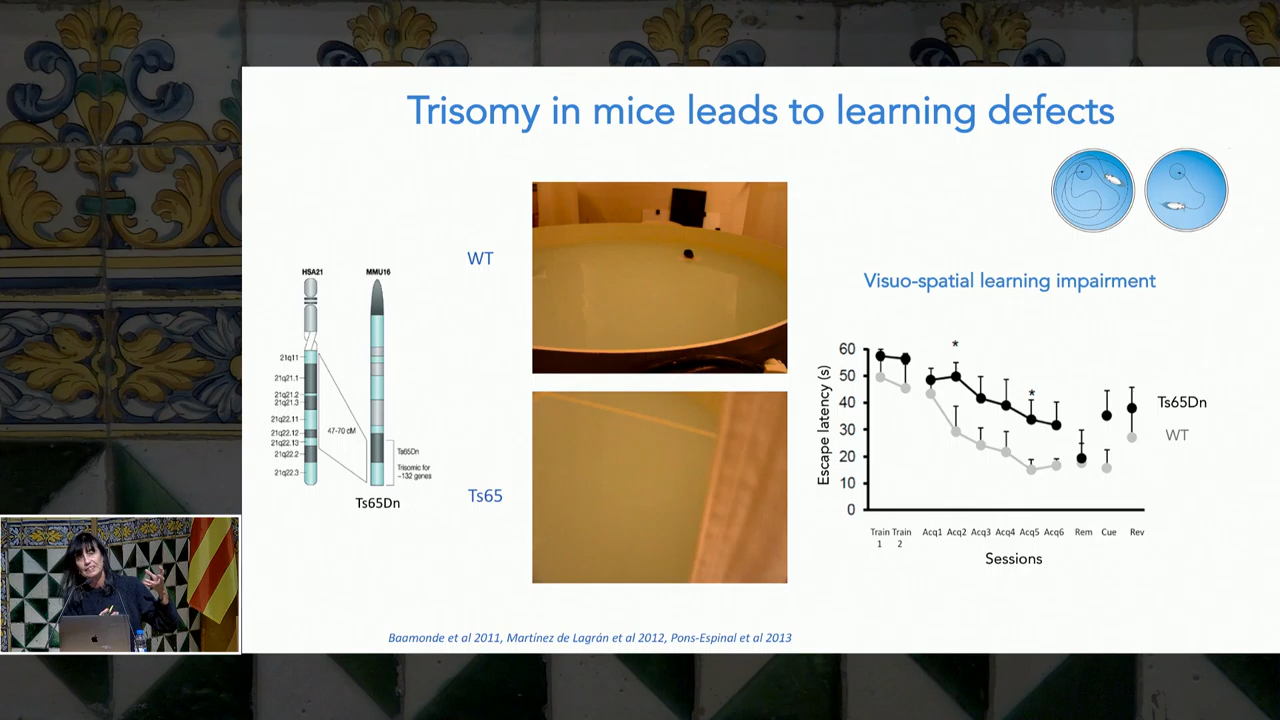 Trisomy in mice leads to learning defects
WT
Visuo-spatial learning impairment
HSA21
MMU16
21q11
21q21.1
21q21.2
21q21.3
21q22.11
21q22.12
21q22.13
21q22.2
21q22.3
47-70 cM
Ts65Dn
Trisomic for
~132 genes
Ts65Dn
Ts65
Escape latency (s)
60
50
40
30
20
10
0
*
*
Ts65Dn
WT
Train 1
Train 2
Acq1
Acq2
Acq3
Acq4
Acq5
Acq6
Rem
Cue
Rev
Sessions
Baamonde et al 2011, Martínez de Lagrán et al 2012, Pons-Espinal et al 2013